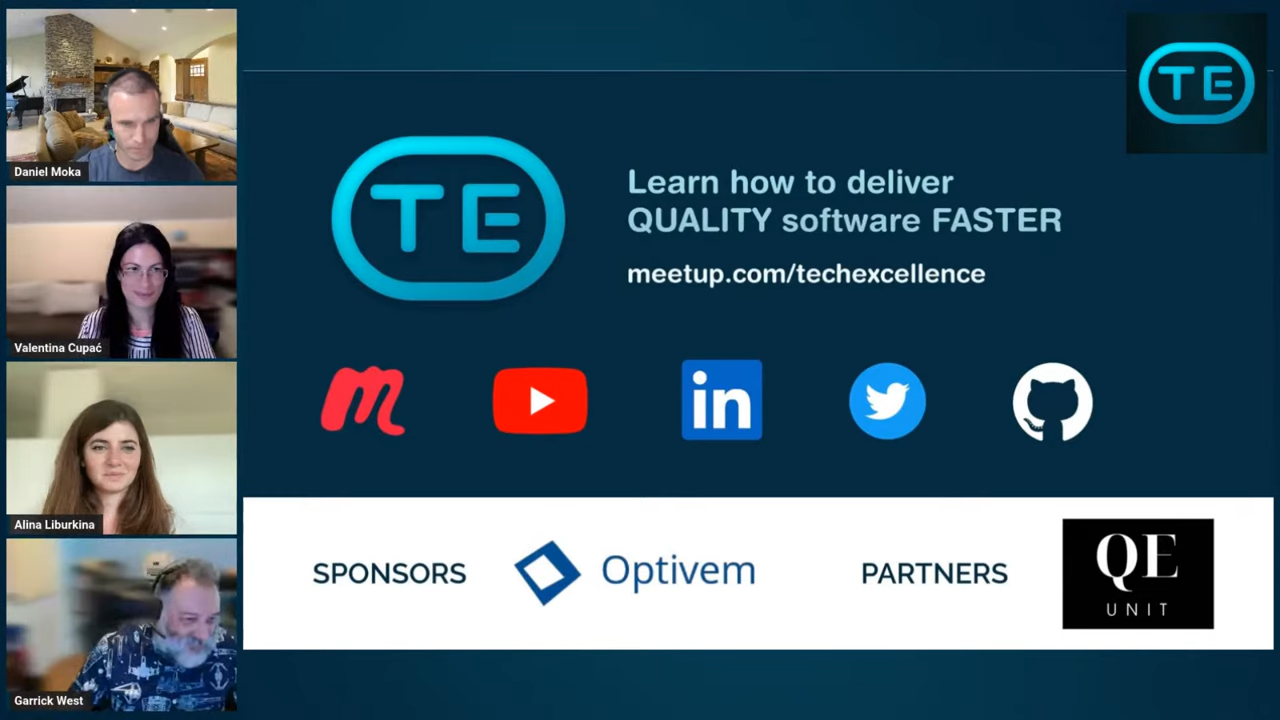 Daniel Moka
Valentina Cupać
Alina Liburkina
Garrick West
TE
TE
Learn how to deliver
QUALITY software FASTER
meetup.com/techexcellence
m
in
SPONSORS
Optivem
PARTNERS
QE
UNIT